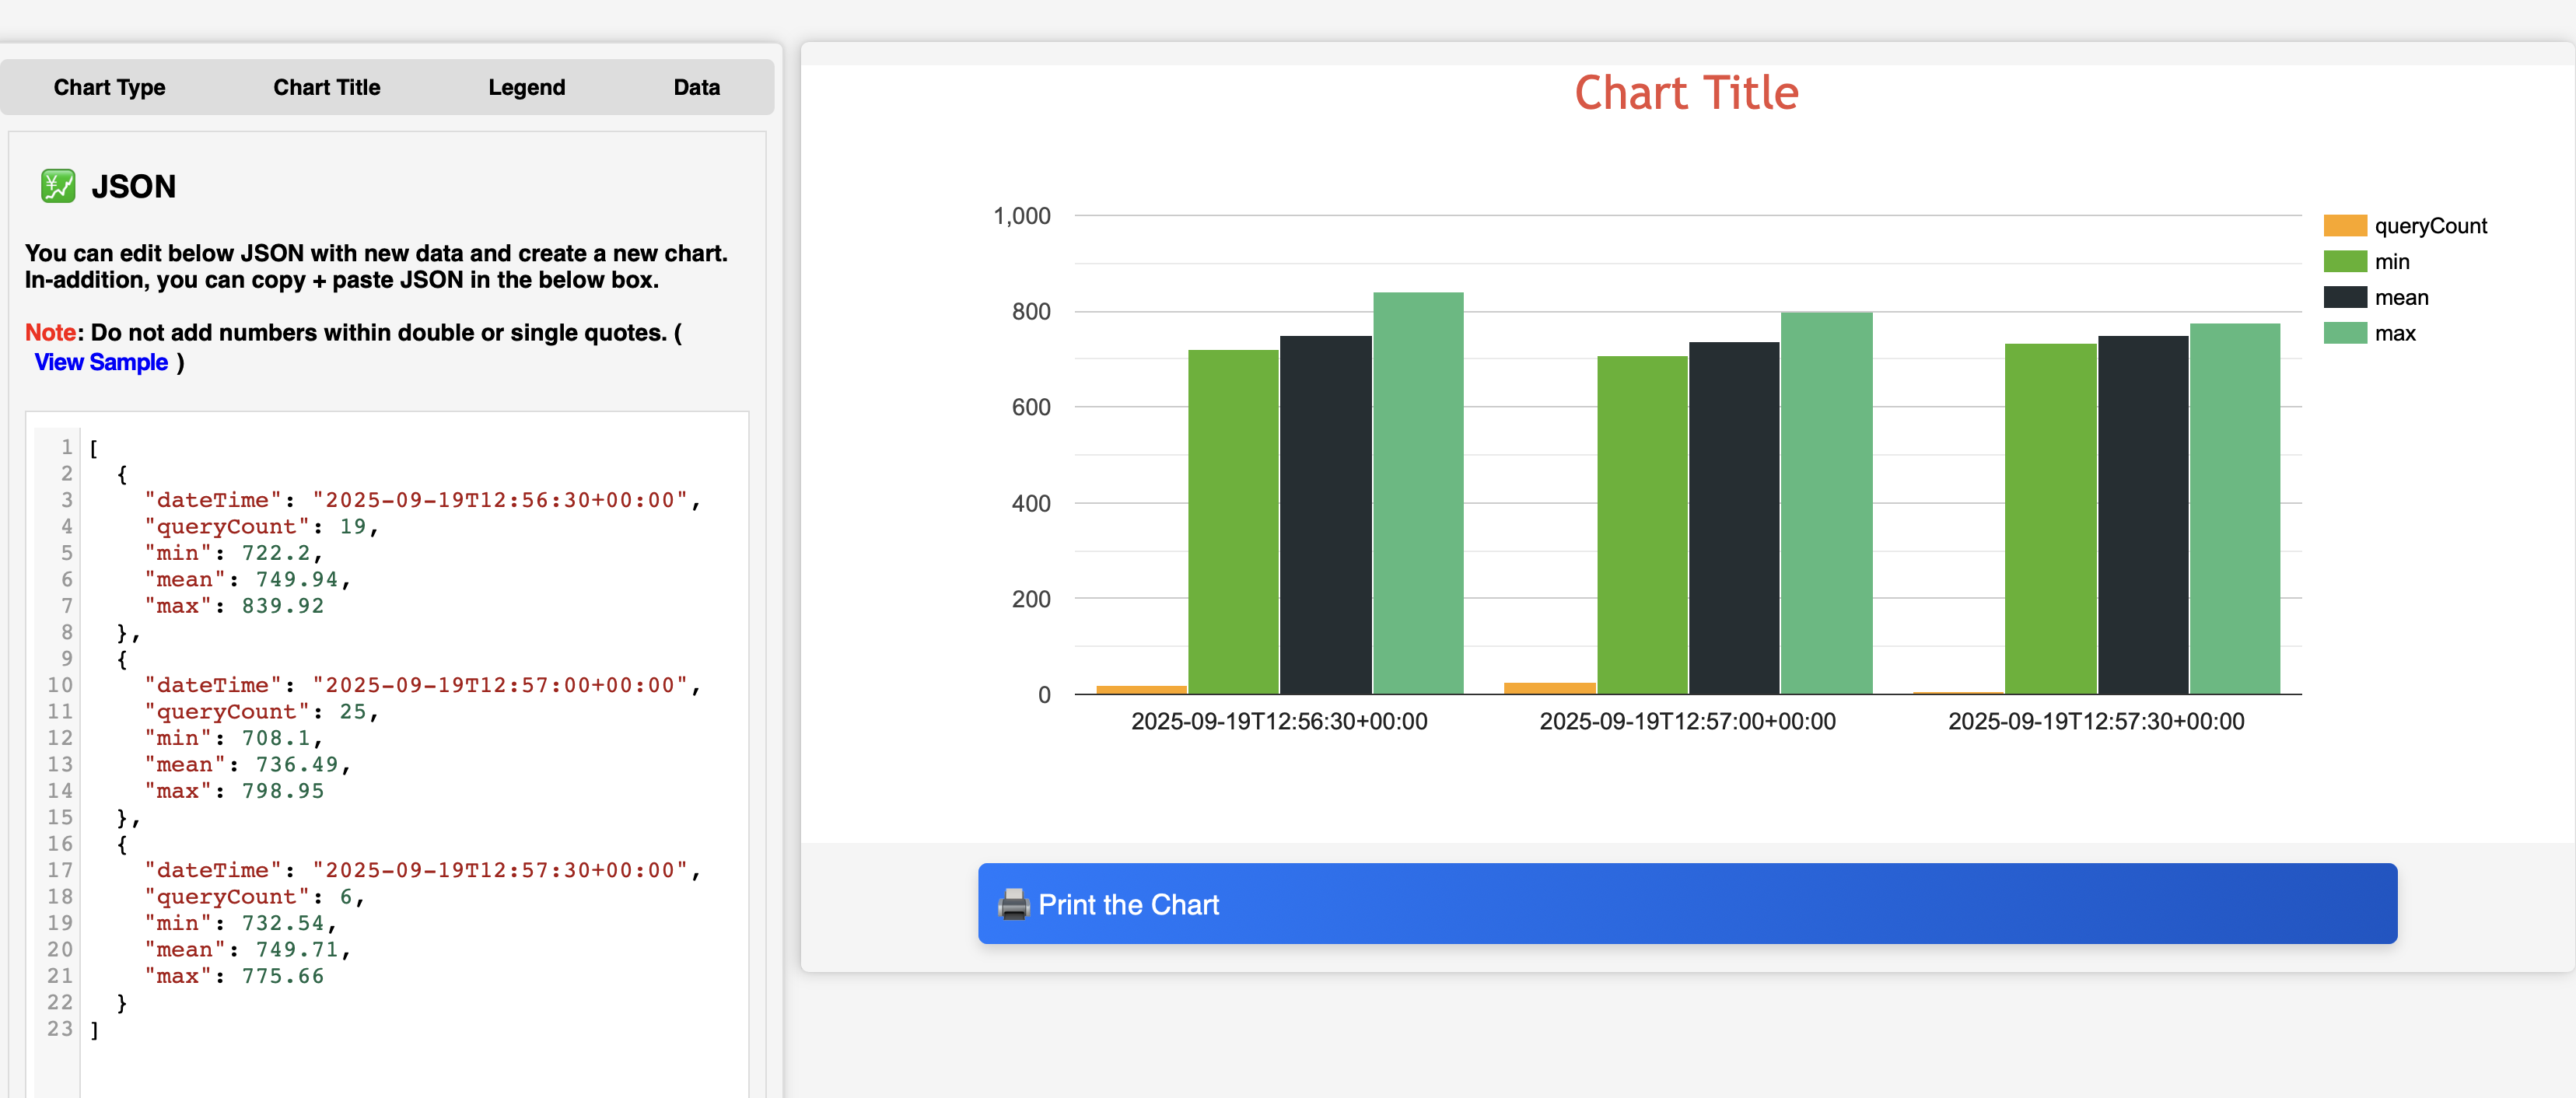 Chart Type
Chart Title
Legend
Data
JSON
You can edit below JSON with new data and create a new chart.
In-addition, you can copy + paste JSON in the below box.
Note: Do not add numbers within double or single quotes. (
View Sample )
1 [
2 {
3 "dateTime": "2025-09-19T12:56:30+00:00",
4 "queryCount": 19,
5 "min": 722.2,
6 "mean": 749.94,
7 "max": 839.92
8 },
9 {
10 "dateTime": "2025-09-19T12:57:00+00:00",
11 "queryCount": 25,
12 "min": 708.1,
13 "mean": 736.49,
14 "max": 798.95
15 },
16 {
17 "dateTime": "2025-09-19T12:57:30+00:00",
18 "queryCount": 6,
19 "min": 732.54,
20 "mean": 749.71,
21 "max": 775.66
22 }
23 ]
Chart Title
1,000
800
600
400
200
0
2025-09-19T12:56:30+00:00
2025-09-19T12:57:00+00:00
2025-09-19T12:57:30+00:00
queryCount
min
mean
max
Print the Chart